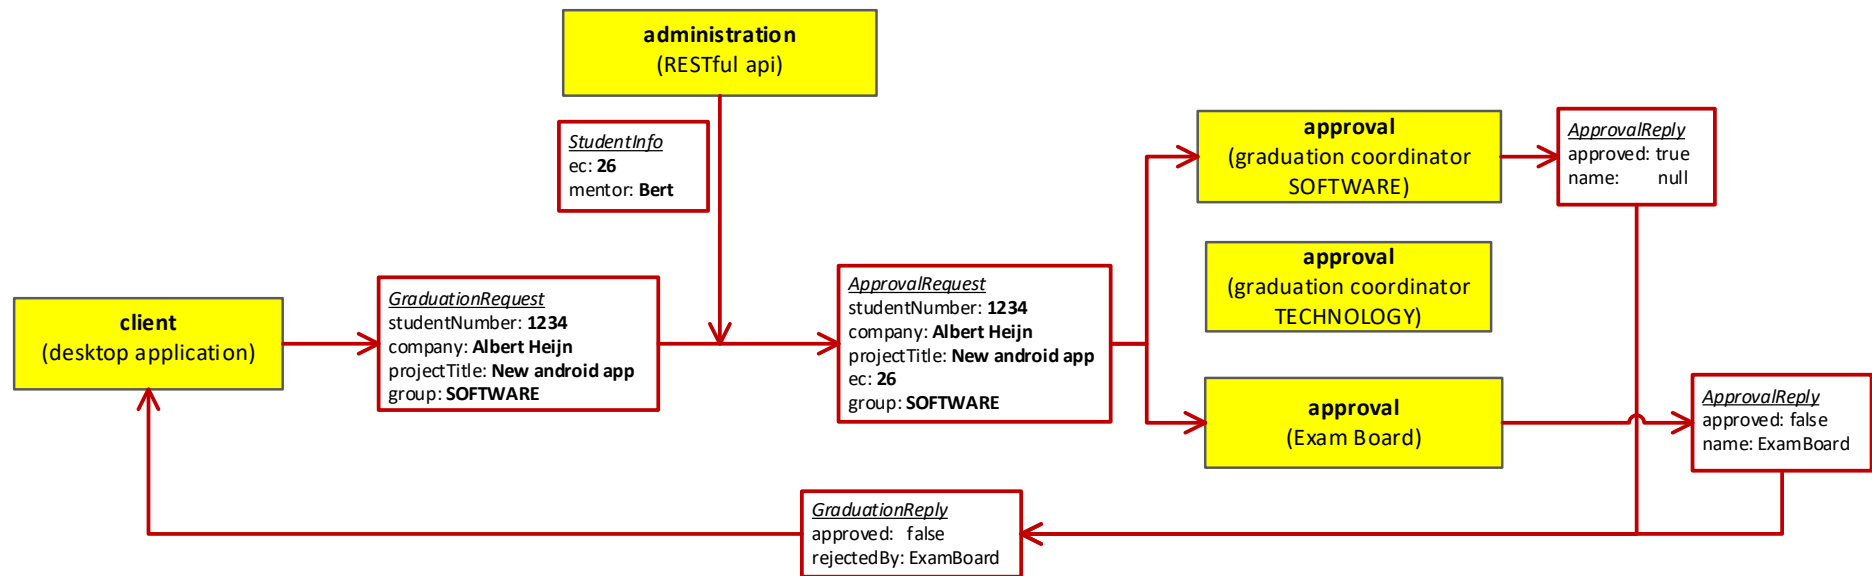 administration
(RESTful api)
StudentInfo
ec: 26
mentor: Bert
approval
(graduation coordinator
SOFTWARE)
ApprovalReply
approved: true
name: null
approval
(graduation coordinator
TECHNOLOGY)
client
(desktop application)
GraduationRequest
studentNumber: 1234
company: Albert Heijn
projectTitle: New android app
group: SOFTWARE
ApprovalRequest
studentNumber: 1234
company: Albert Heijn
projectTitle: New android app
ec: 26
group: SOFTWARE
approval
(Exam Board)
ApprovalReply
approved: false
name: ExamBoard
GraduationReply
approved: false
rejectedBy: ExamBoard